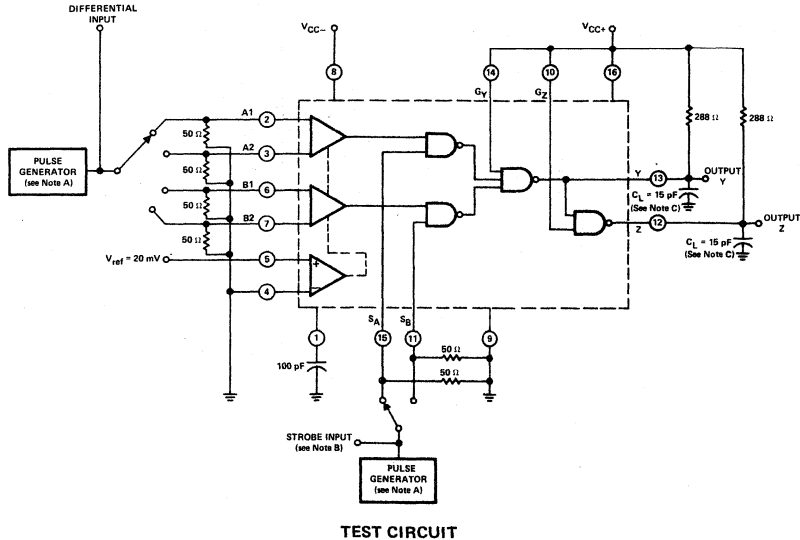 DIFFERENTIAL
INPUT
VCC−
VCC+
8
14
10
16
GY
GZ
A1
2
50 Ω
A2
3
50 Ω
B1
6
50 Ω
B2
7
50 Ω
PULSE
GENERATOR
(see Note A)
Vref = 20 mV
5
+
−
4
288 Ω
288 Ω
Y
13
OUTPUT
Y
CL = 15 pF
(See Note C)
Z
12
OUTPUT
Z
CL = 15 pF
(See Note C)
SA
SB
1
15
11
9
100 pF
50 Ω
50 Ω
STROBE INPUT
(see Note B)
PULSE
GENERATOR
(see Note A)
TEST CIRCUIT